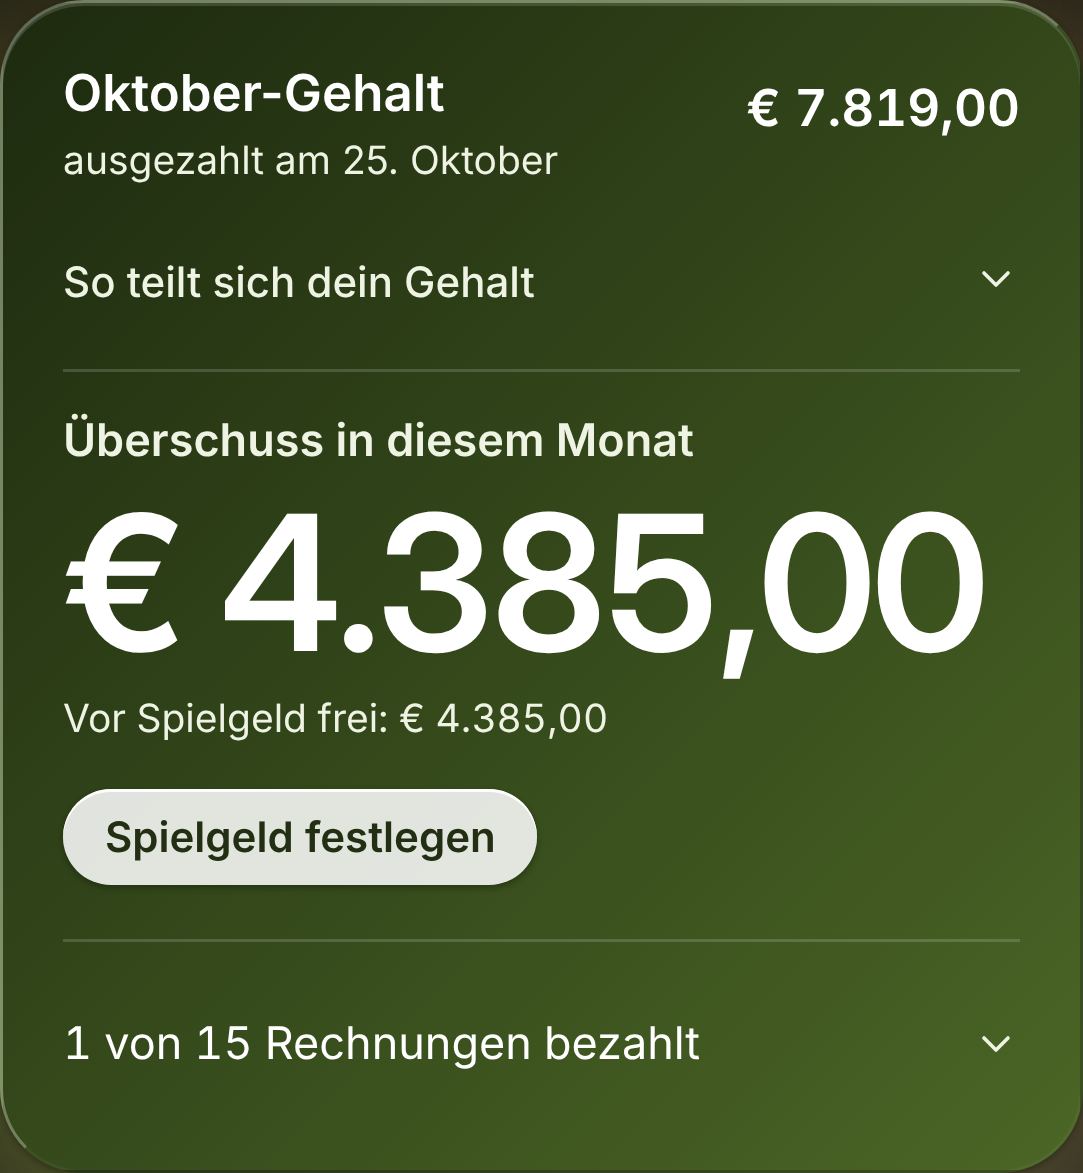 Oktober-Gehalt
€ 7.819,00
ausgezahlt am 25. Oktober
So teilt sich dein Gehalt
Überschuss in diesem Monat
€ 4.385,00
Vor Spielgeld frei: € 4.385,00
Spielgeld festlegen
1 von 15 Rechnungen bezahlt